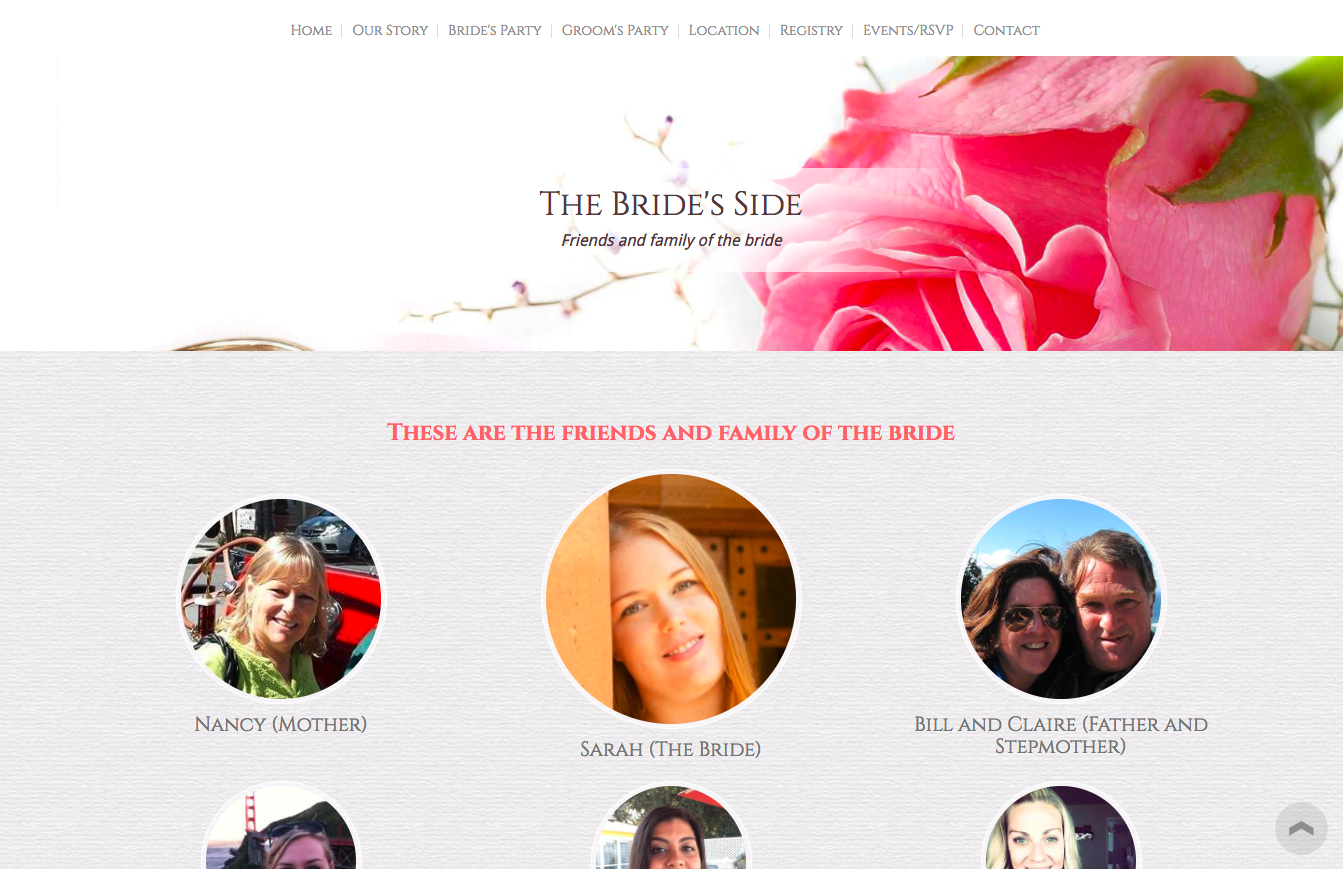 Home Our Story Bride's Party Groom's Party Location Registry Events/RSVP Contact
The Bride's Side
Friends and family of the bride
These are the friends and family of the bride
Nancy (Mother)
Sarah (The Bride)
Bill and Claire (Father and
Stepmother)